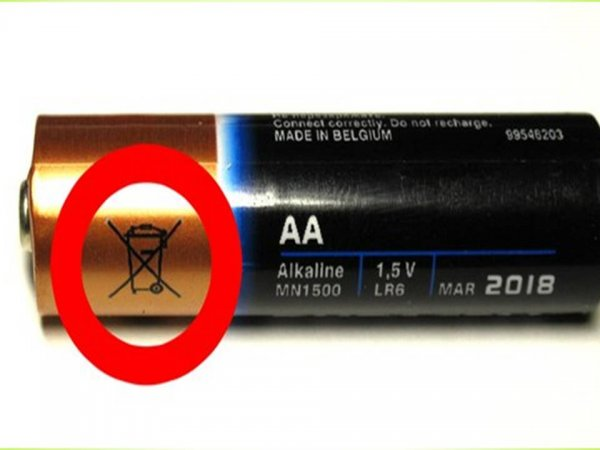 Connect correctly. Do not recharge.
MADE IN BELGIUM
99546203
AA
Alkaline
MN1500
1,5 V
LR6
MAR 2018